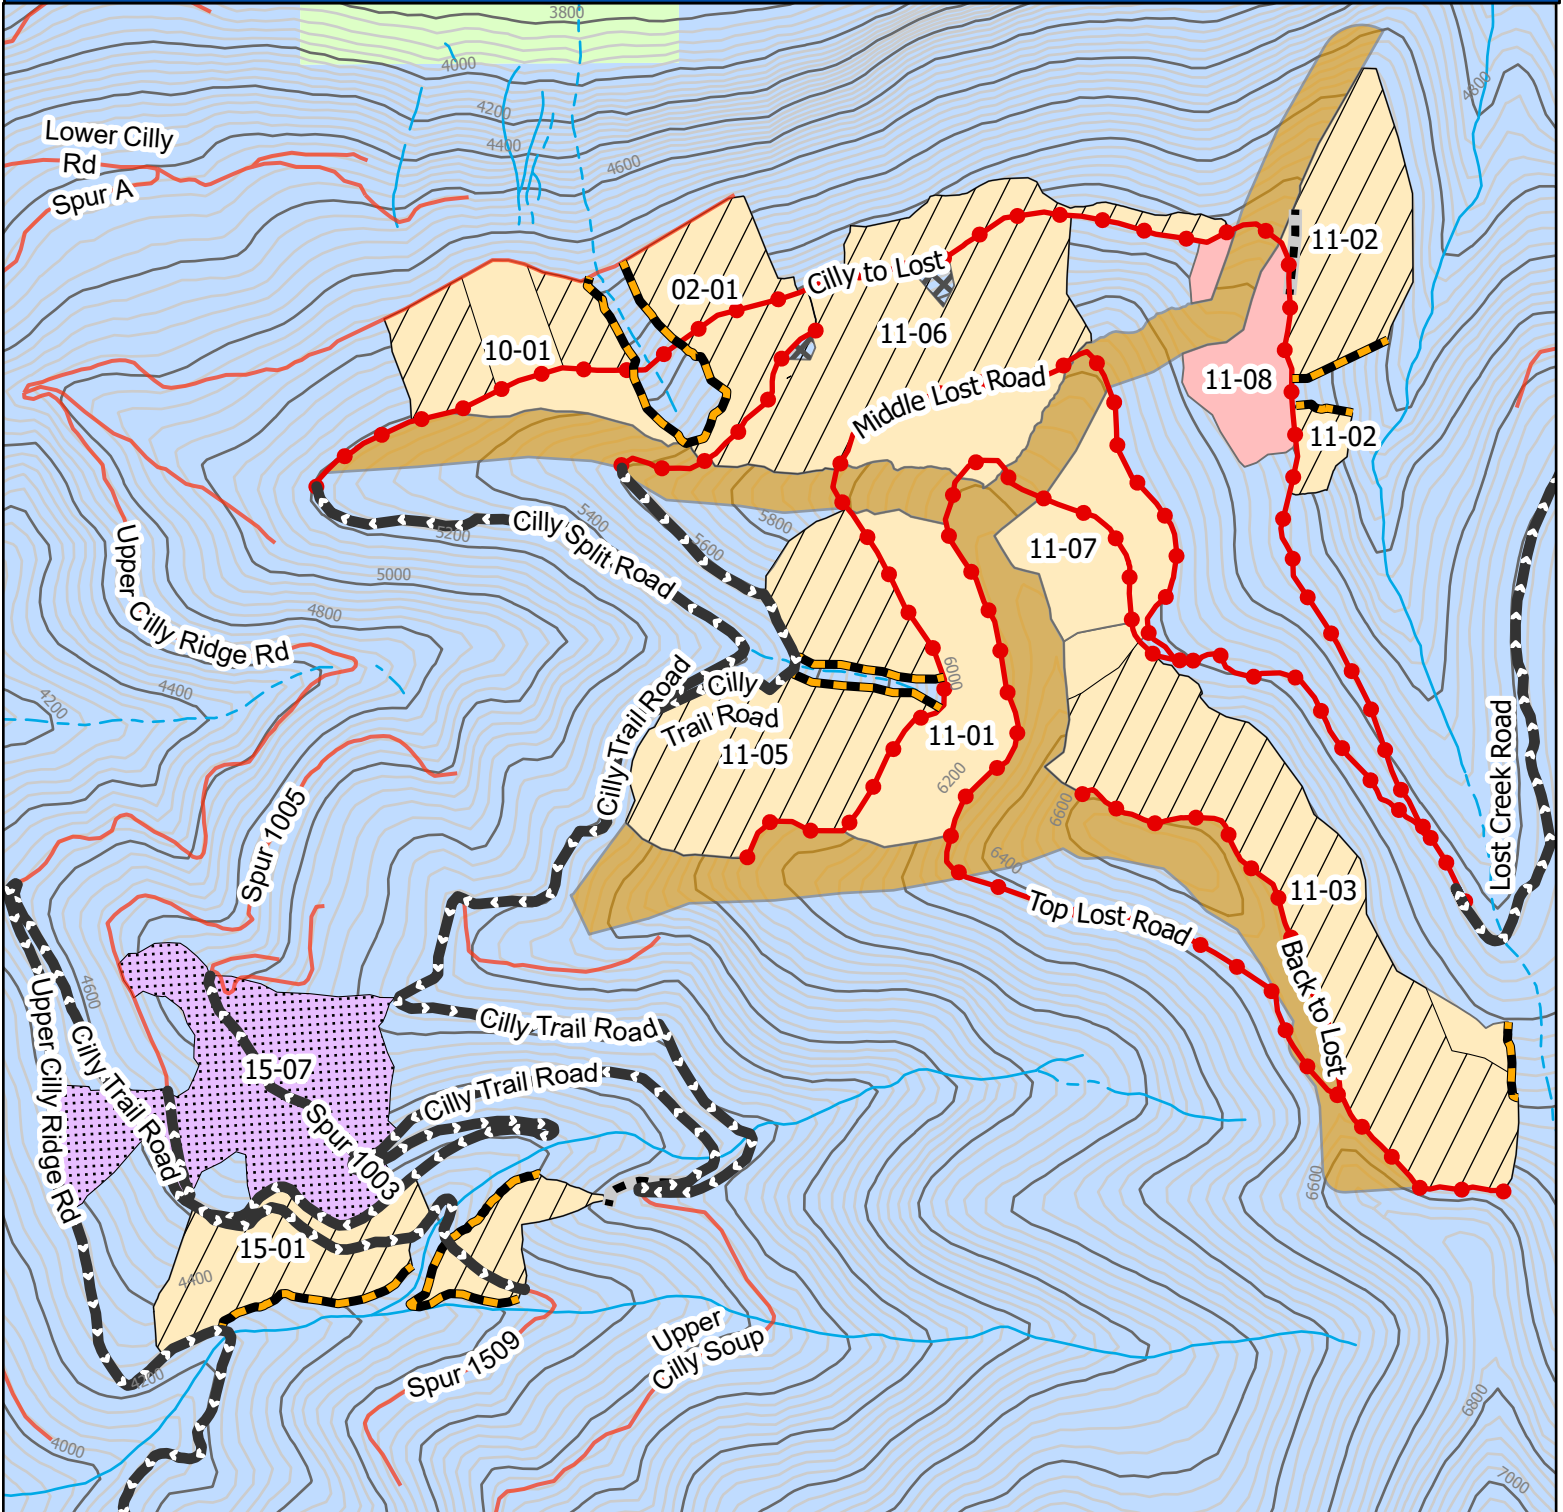 3800
4000
4200
4400
4600
4800
Lower Cilly
Rd
Spur A
11-02
02-01
Cilly to Lost
11-06
10-01
11-08
Middle Lost Road
11-02
5200
Cilly Split Road
5400
5600
5800
11-07
Upper
Cilly Ridge Rd
5000
4800
4400
4200
Cilly Trail Road
Cilly
Trail Road
11-05
6000
11-01
6200
6600
6400
Lost Creek Road
Spur 1005
11-03
Top Lost Road
Back to Lost
4600
Upper Cilly Ridge Rd
Cilly Trail Road
Cilly Trail Road
15-07
Cilly Trail Road
Spur 1003
6600
15-01
4400
4200
Spur 1509
Upper
Cilly Soup
4000
6800
7000